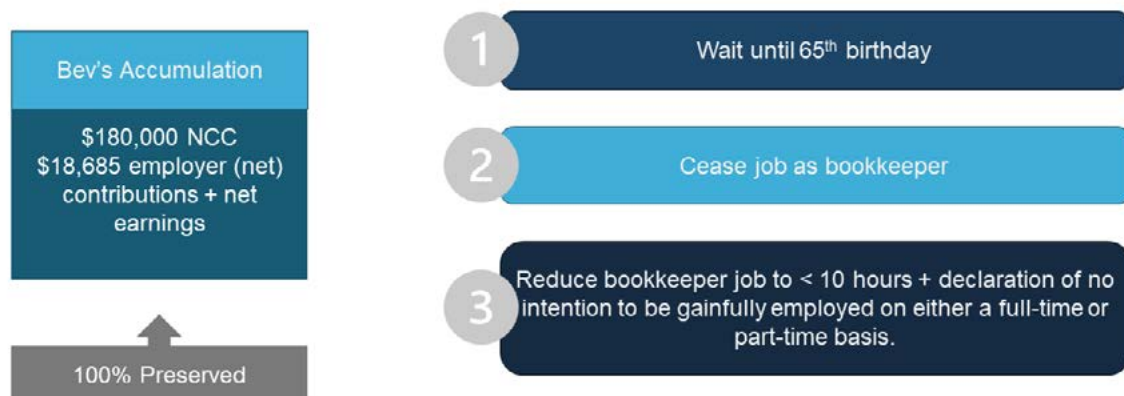 Bev's Accumulation
$180,000 NCC
$18,685 employer (net)
contributions + net
earnings
100% Preserved
1
Wait until 65th birthday
2
Cease job as bookkeeper
3
Reduce bookkeeper job to < 10 hours + declaration of no
intention to be gainfully employed on either a full-time or
part-time basis.